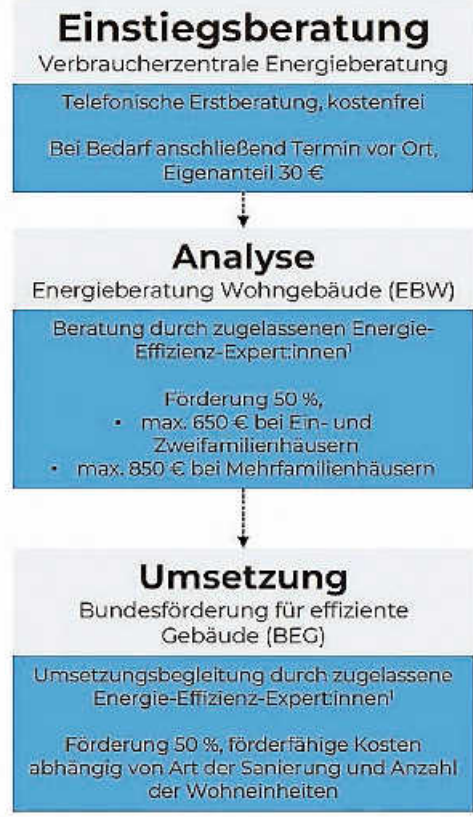 Einstiegsberatung
Verbraucherzentrale Energieberatung
Telefonische Erstberatung, kostenfrei
Bei Bedarf anschließend Termin vor Ort,
Eigenanteil 30 €
Analyse
Energieberatung Wohngebäude (EBW)
Beratung durch zugelassenen Energie-
Effizienz-Expert:innen¹
Förderung 50 %,
• max. 650 € bei Ein- und
Zweifamilienhäusern
• max. 850 € bei Mehrfamilienhäusern
Umsetzung
Bundesförderung für effiziente
Gebäude (BEG)
Umsetzungsbegleitung durch zugelassene
Energie-Effizienz-Expert:innen¹
Förderung 50 %, förderfähige Kosten
abhängig von Art der Sanierung und Anzahl
der Wohneinheiten